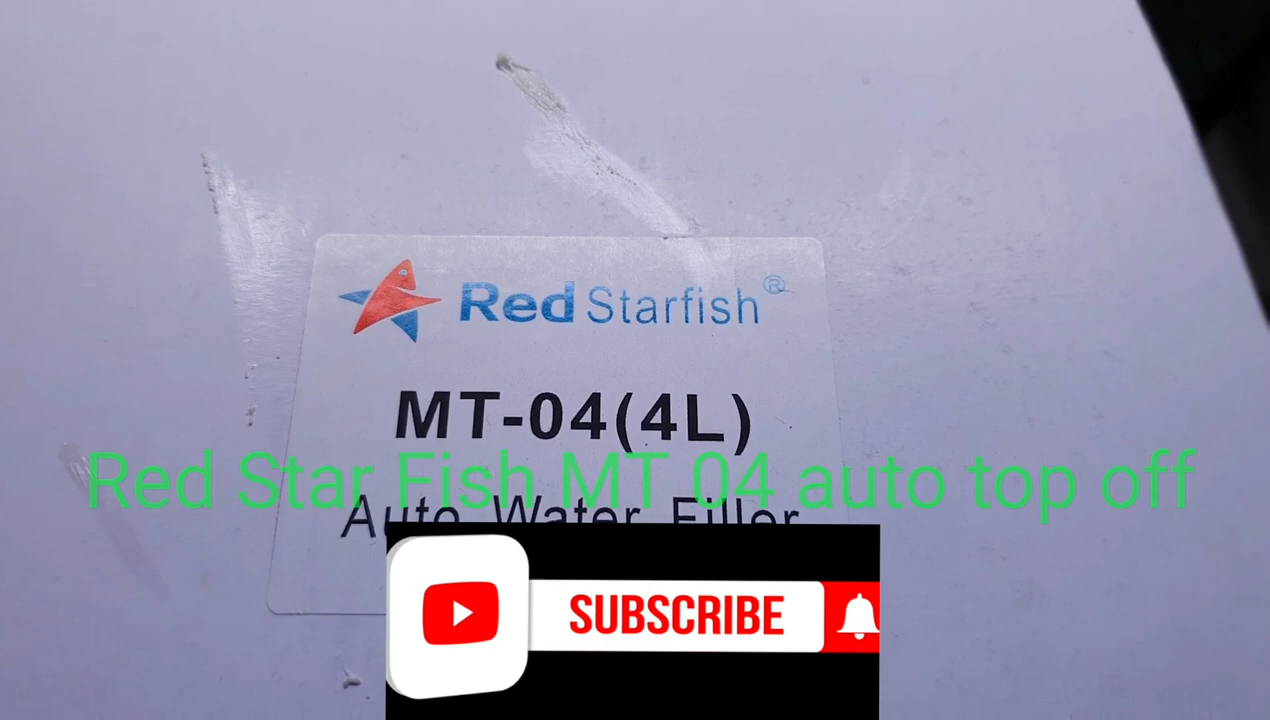 Red Starfish®
MT-04(4L)
Red Star Fish MT 04 auto top off
Auto Water Filler
SUBSCRIBE